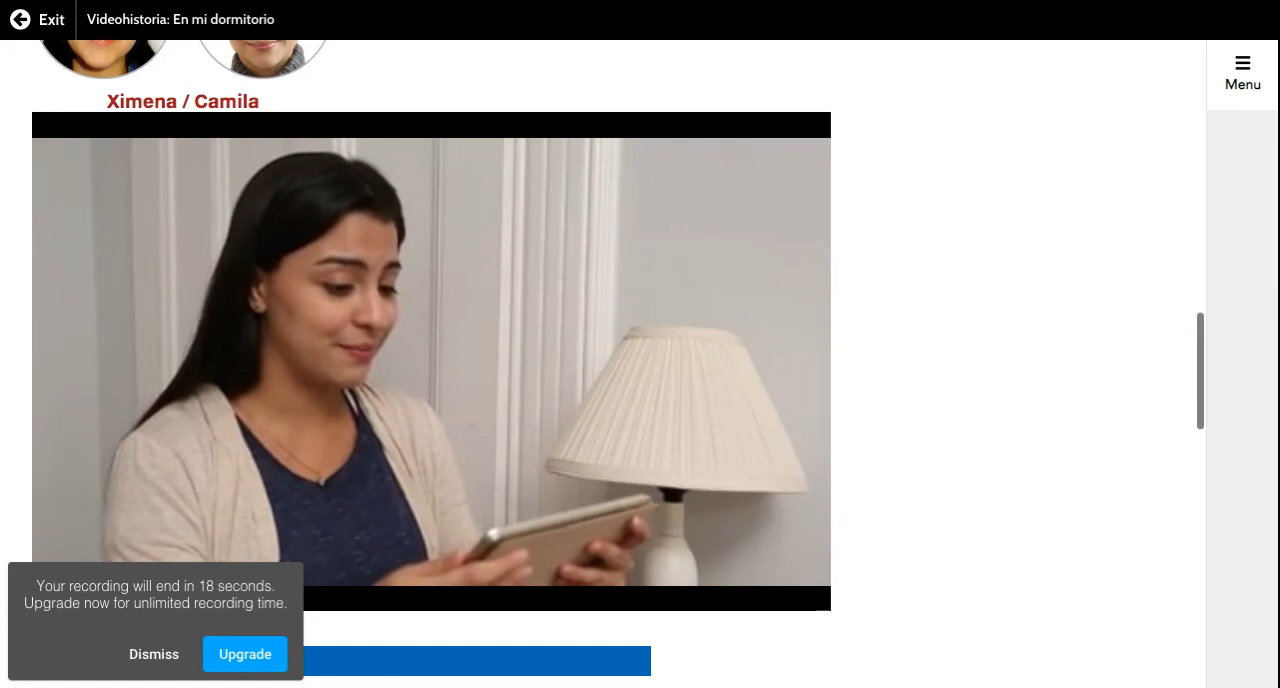 Exit
Videohistoria: En mi dormitorio
Menu
Ximena / Camila
Your recording will end in 18 seconds.
Upgrade now for unlimited recording time.
Dismiss
Upgrade